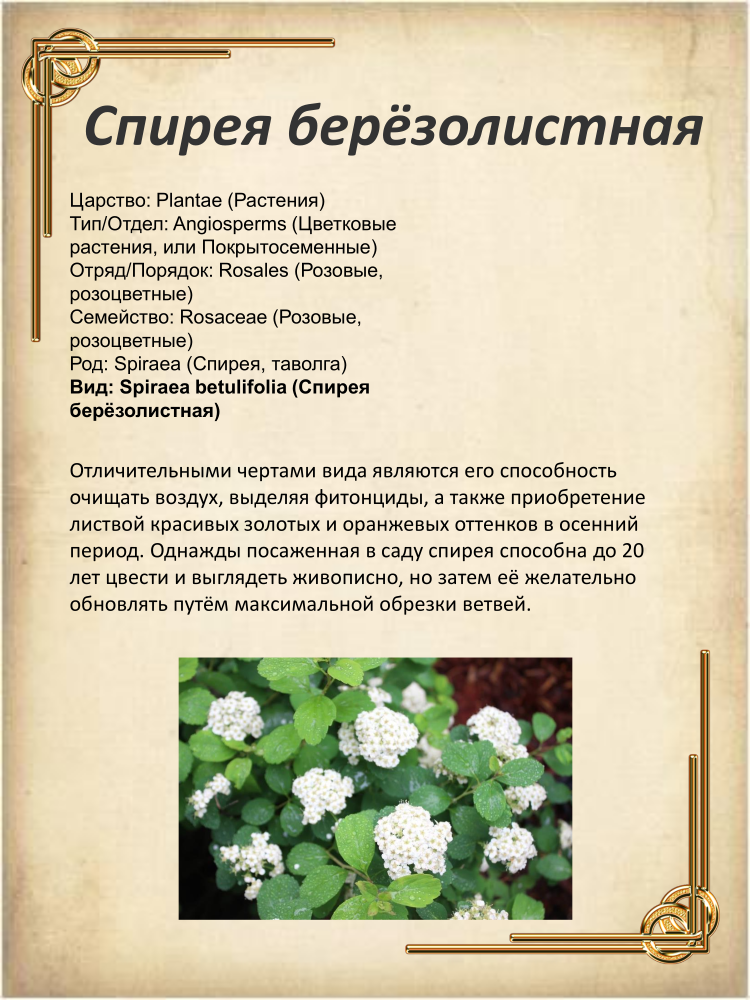 Спирея берёзолистная
Царство: Plantae (Растения)
Тип/Отдел: Angiosperms (Цветковые
растения, или Покрытосеменные)
Отряд/Порядок: Rosales (Розовые,
розоцветные)
Семейство: Rosaceae (Розовые,
розоцветные)
Род: Spiraea (Спирея, таволга)
Вид: Spiraea betulifolia (Спирея
берёзолистная)
Отличительными чертами вида являются его способность
очищать воздух, выделяя фитонциды, а также приобретение
листвой красивых золотых и оранжевых оттенков в осенний
период. Однажды посаженная в саду спирея способна до 20
лет цвести и выглядеть живописно, но затем её желательно
обновлять путём максимальной обрезки ветвей.